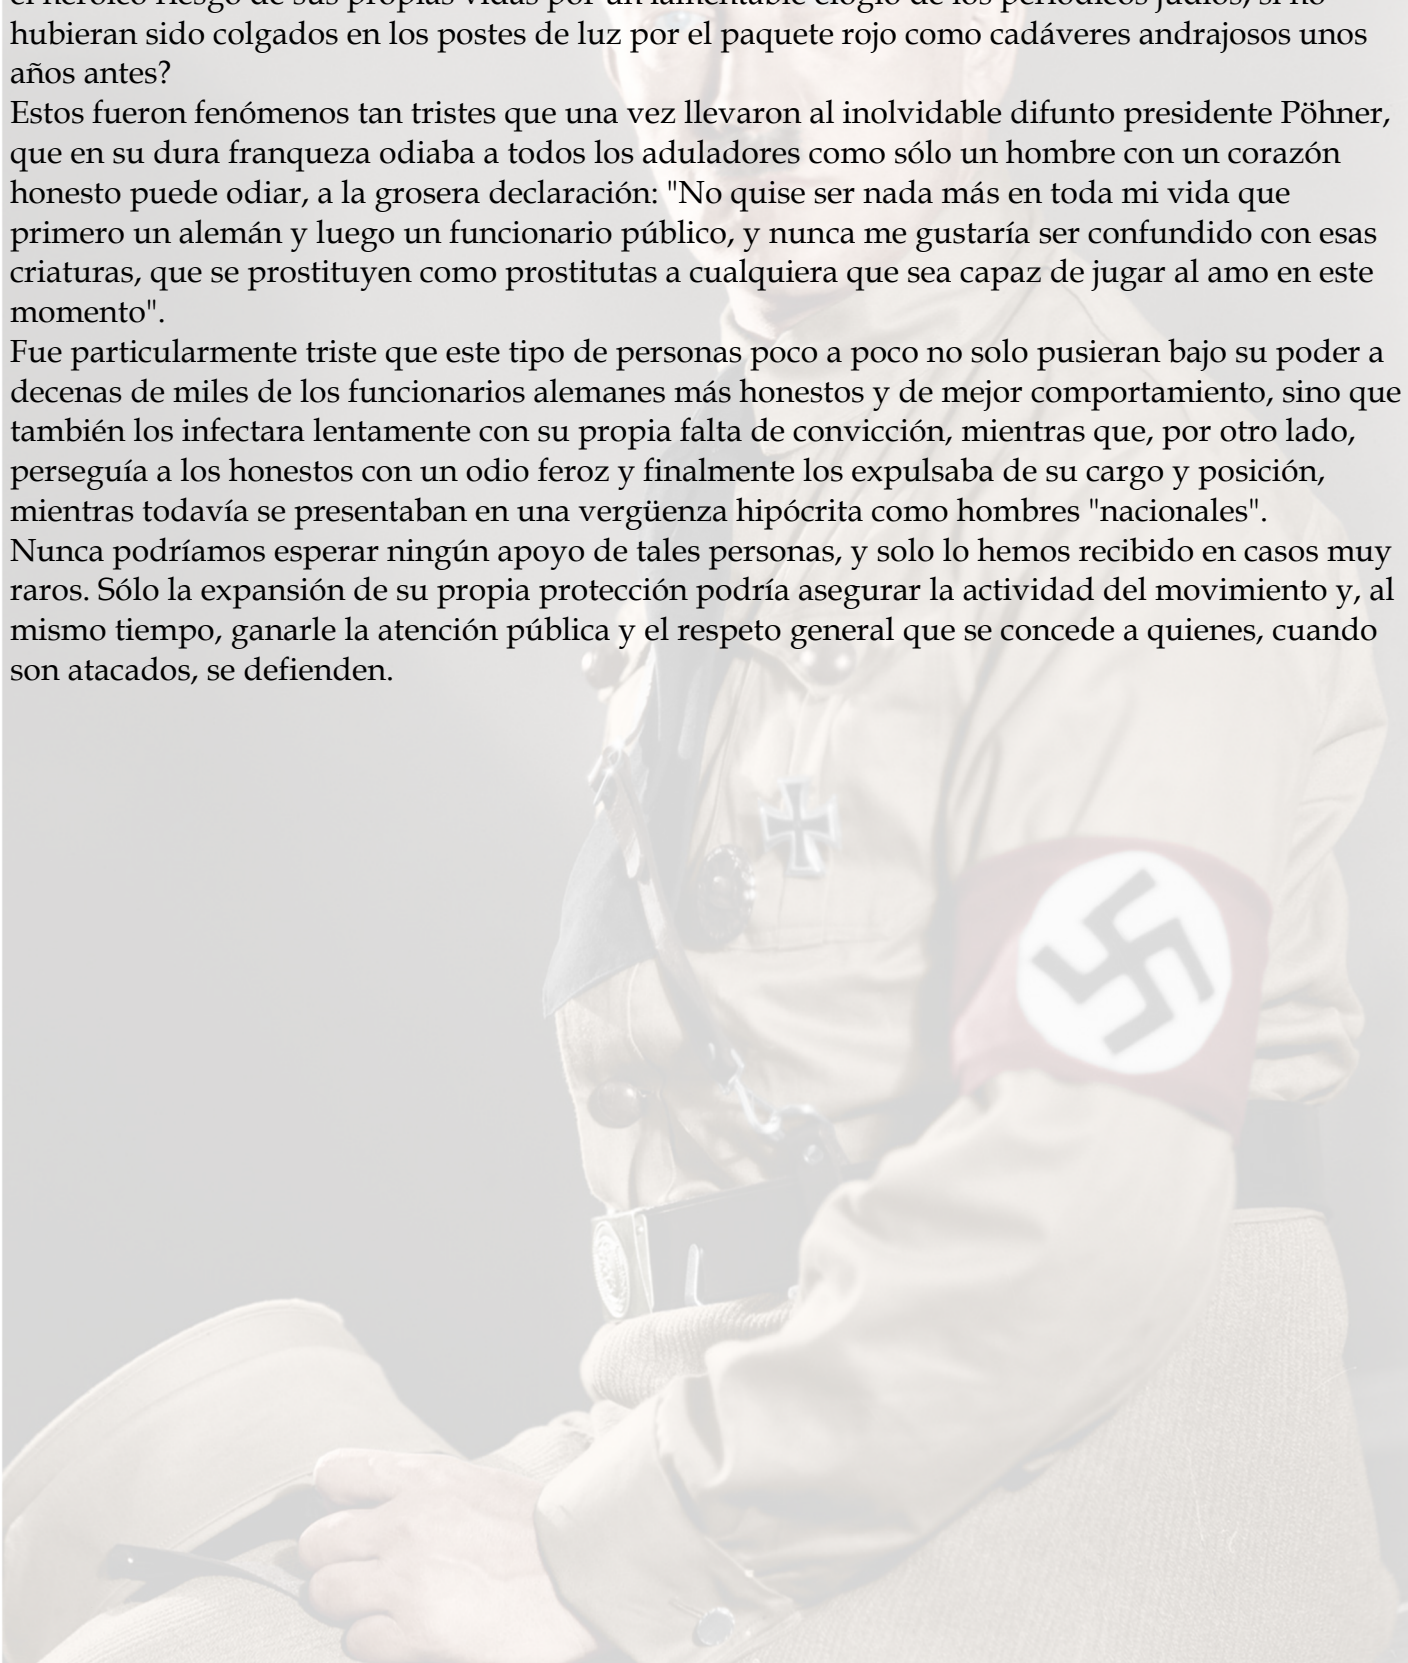 el heroico riesgo de sus propias vidas por un lamentable elogio de los periódicos judíos, si no
hubieran sido colgados en los postes de luz por el paquete rojo como cadáveres andrajosos unos
años antes?
Estos fueron fenómenos tan tristes que una vez llevaron al inolvidable difunto presidente Pöhner,
que en su dura franqueza odiaba a todos los aduladores como sólo un hombre con un corazón
honesto puede odiar, a la grosera declaración: "No quise ser nada más en toda mi vida que
primero un alemán y luego un funcionario público, y nunca me gustaría ser confundido con esas
criaturas, que se prostituyen como prostitutas a cualquiera que sea capaz de jugar al amo en este
momento".
Fue particularmente triste que este tipo de personas poco a poco no solo pusieran bajo su poder a
decenas de miles de los funcionarios alemanes más honestos y de mejor comportamiento, sino que
también los infectara lentamente con su propia falta de convicción, mientras que, por otro lado,
perseguía a los honestos con un odio feroz y finalmente los expulsaba de su cargo y posición,
mientras todavía se presentaban en una vergüenza hipócrita como hombres "nacionales".
Nunca podríamos esperar ningún apoyo de tales personas, y solo lo hemos recibido en casos muy
raros. Sólo la expansión de su propia protección podría asegurar la actividad del movimiento y, al
mismo tiempo, ganarle la atención pública y el respeto general que se concede a quienes, cuando
son atacados, se defienden.